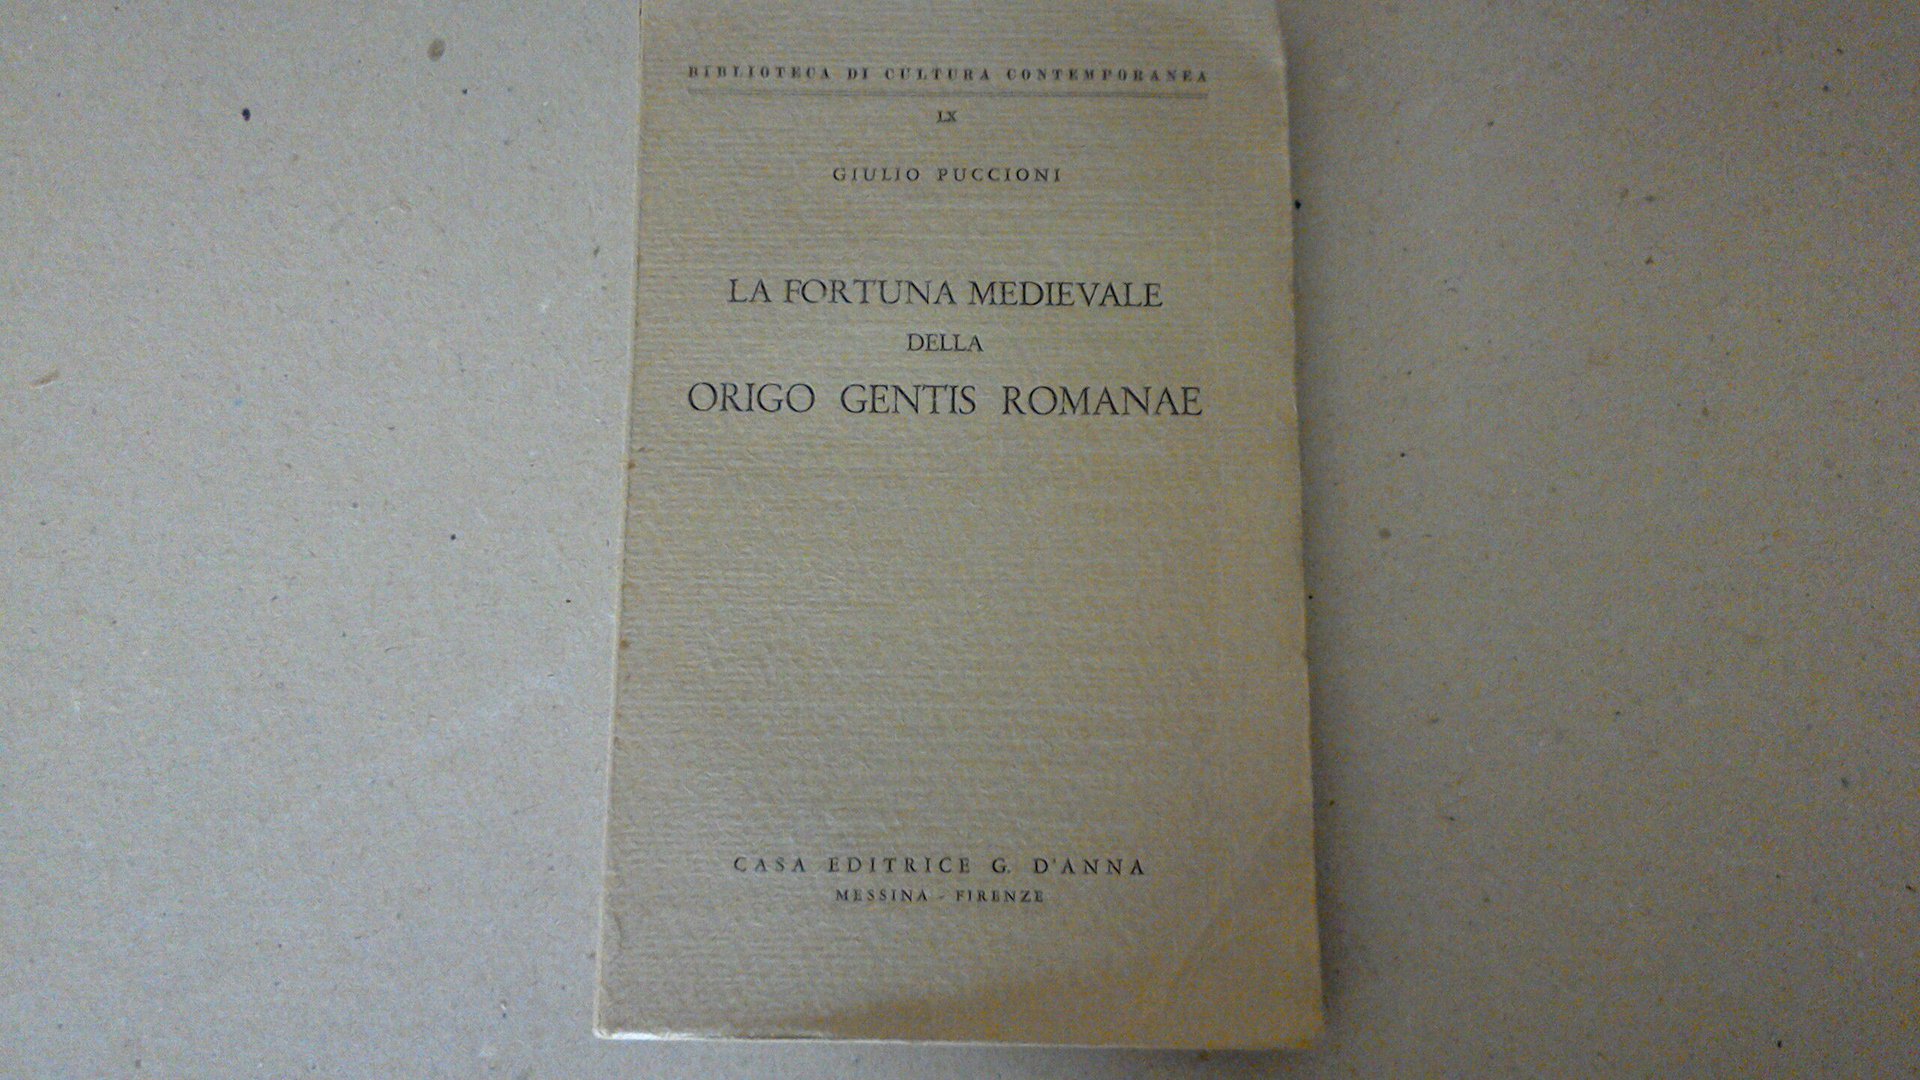 BIBLIOTECA DI CULTURA CONTEMPORANEA
LX
GIULIO PUCCIONI
LA FORTUNA MEDIEVALE
DELLA
ORIGO GENTIS ROMANAE
CASA EDITRICE G. D'ANNA
MESSINA - FIRENZE